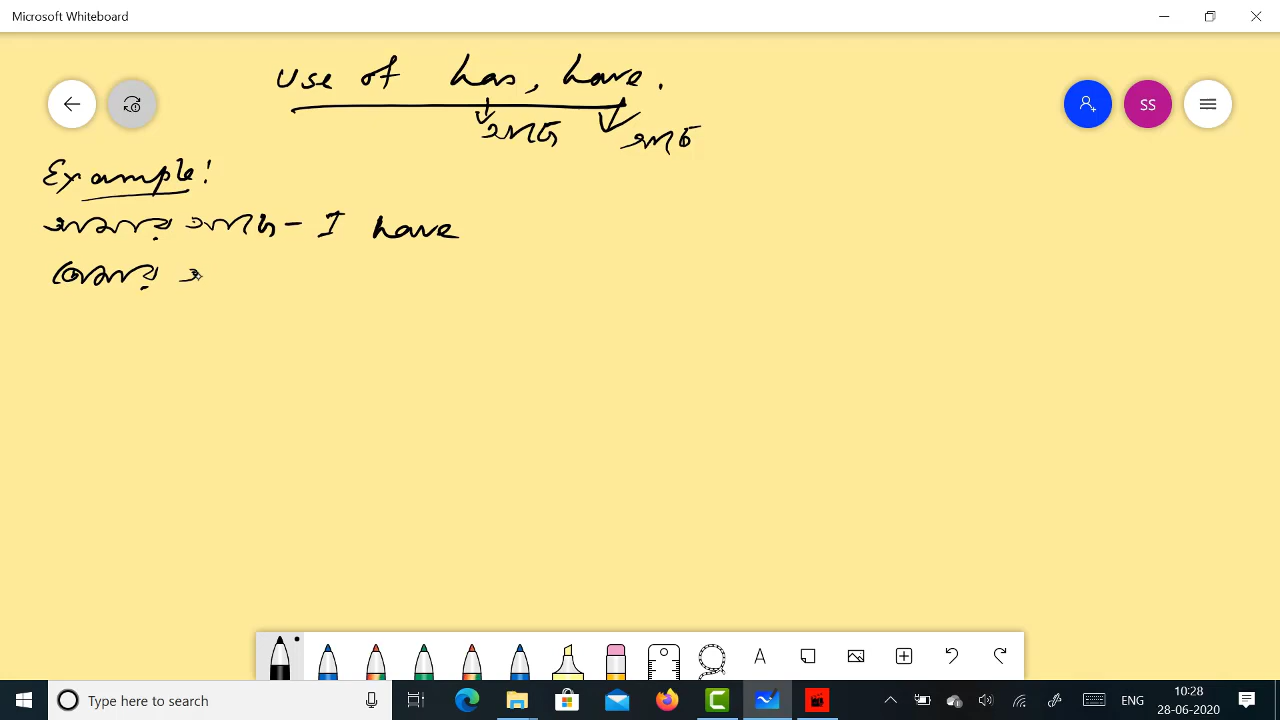 Microsoft Whiteboard
use of has, have.
আছে আছে
Example:
আমার আছে - I have
তোমার
SS
A
Type here to search
ENG
10:28
28-06-2020